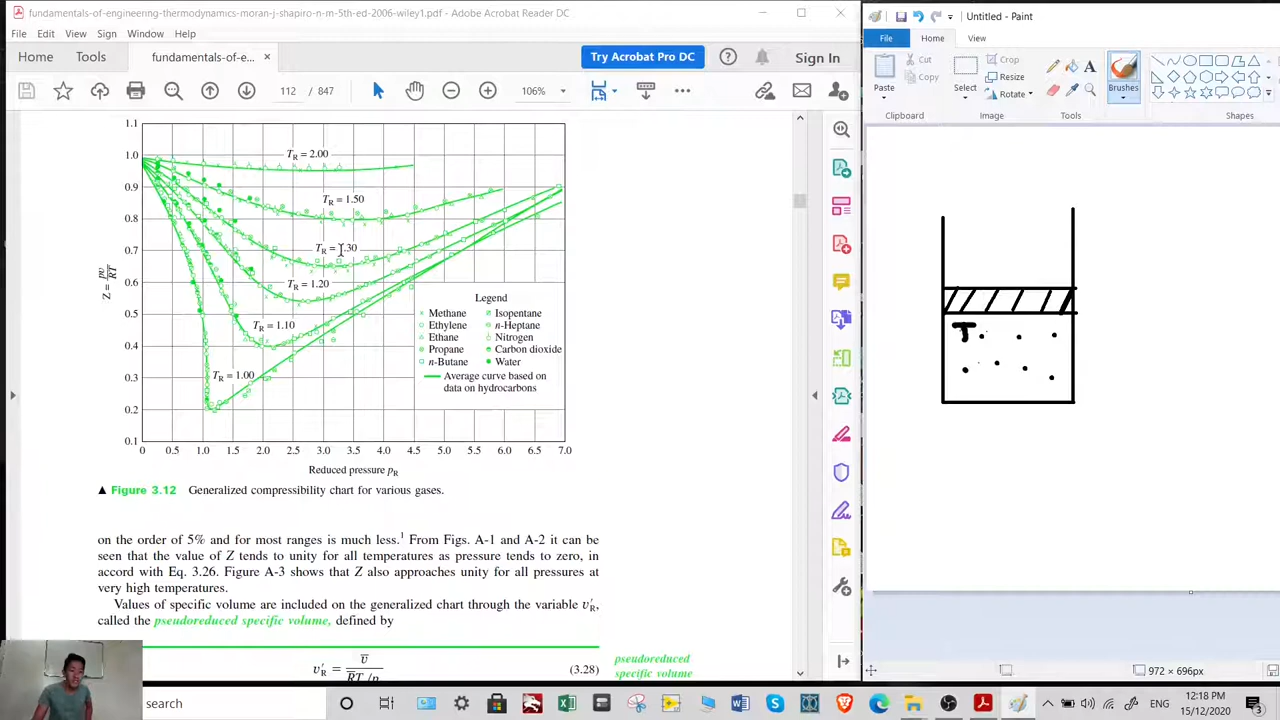 fundamentals-of-engineering-thermodynamics-moran-j-shapiro-n-m-5th-ed-2006-wiley1.pdf - Adobe Acrobat Reader DC
File Edit View Sign Window Help
Home Tools fundamentals-of-e... × Try Acrobat Pro DC Sign In
112 / 847 106%
1.1
1.0
0.9
0.8
0.7
0.6
0.5
0.4
0.3
0.2
0.1
Z = pv/RT
TR = 2.00
TR = 1.50
TR = 1.30
TR = 1.20
TR = 1.10
TR = 1.00
Legend
Methane Isopentane
Ethylene n-Heptane
Ethane Nitrogen
Propane Carbon dioxide
n-Butane Water
Average curve based on
data on hydrocarbons
0 0.5 1.0 1.5 2.0 2.5 3.0 3.5 4.0 4.5 5.0 5.5 6.0 6.5 7.0
Reduced pressure pR
▲ Figure 3.12 Generalized compressibility chart for various gases.
on the order of 5% and for most ranges is much less.1 From Figs. A-1 and A-2 it can be
seen that the value of Z tends to unity for all temperatures as pressure tends to zero, in
accord with Eq. 3.26. Figure A-3 shows that Z also approaches unity for all pressures at
very high temperatures.
Values of specific volume are included on the generalized chart through the variable v′R,
called the pseudoreduced specific volume, defined by
v′R = v̅ / R̅T /p (3.28)
pseudoreduced
specific volume
Untitled - Paint
File Home View
Paste Cut
Copy
Select Crop
Resize
Rotate
A
Brushes
Clipboard Image Tools Shapes
T
972 × 696px
search
ENG
12:18 PM
15/12/2020
3